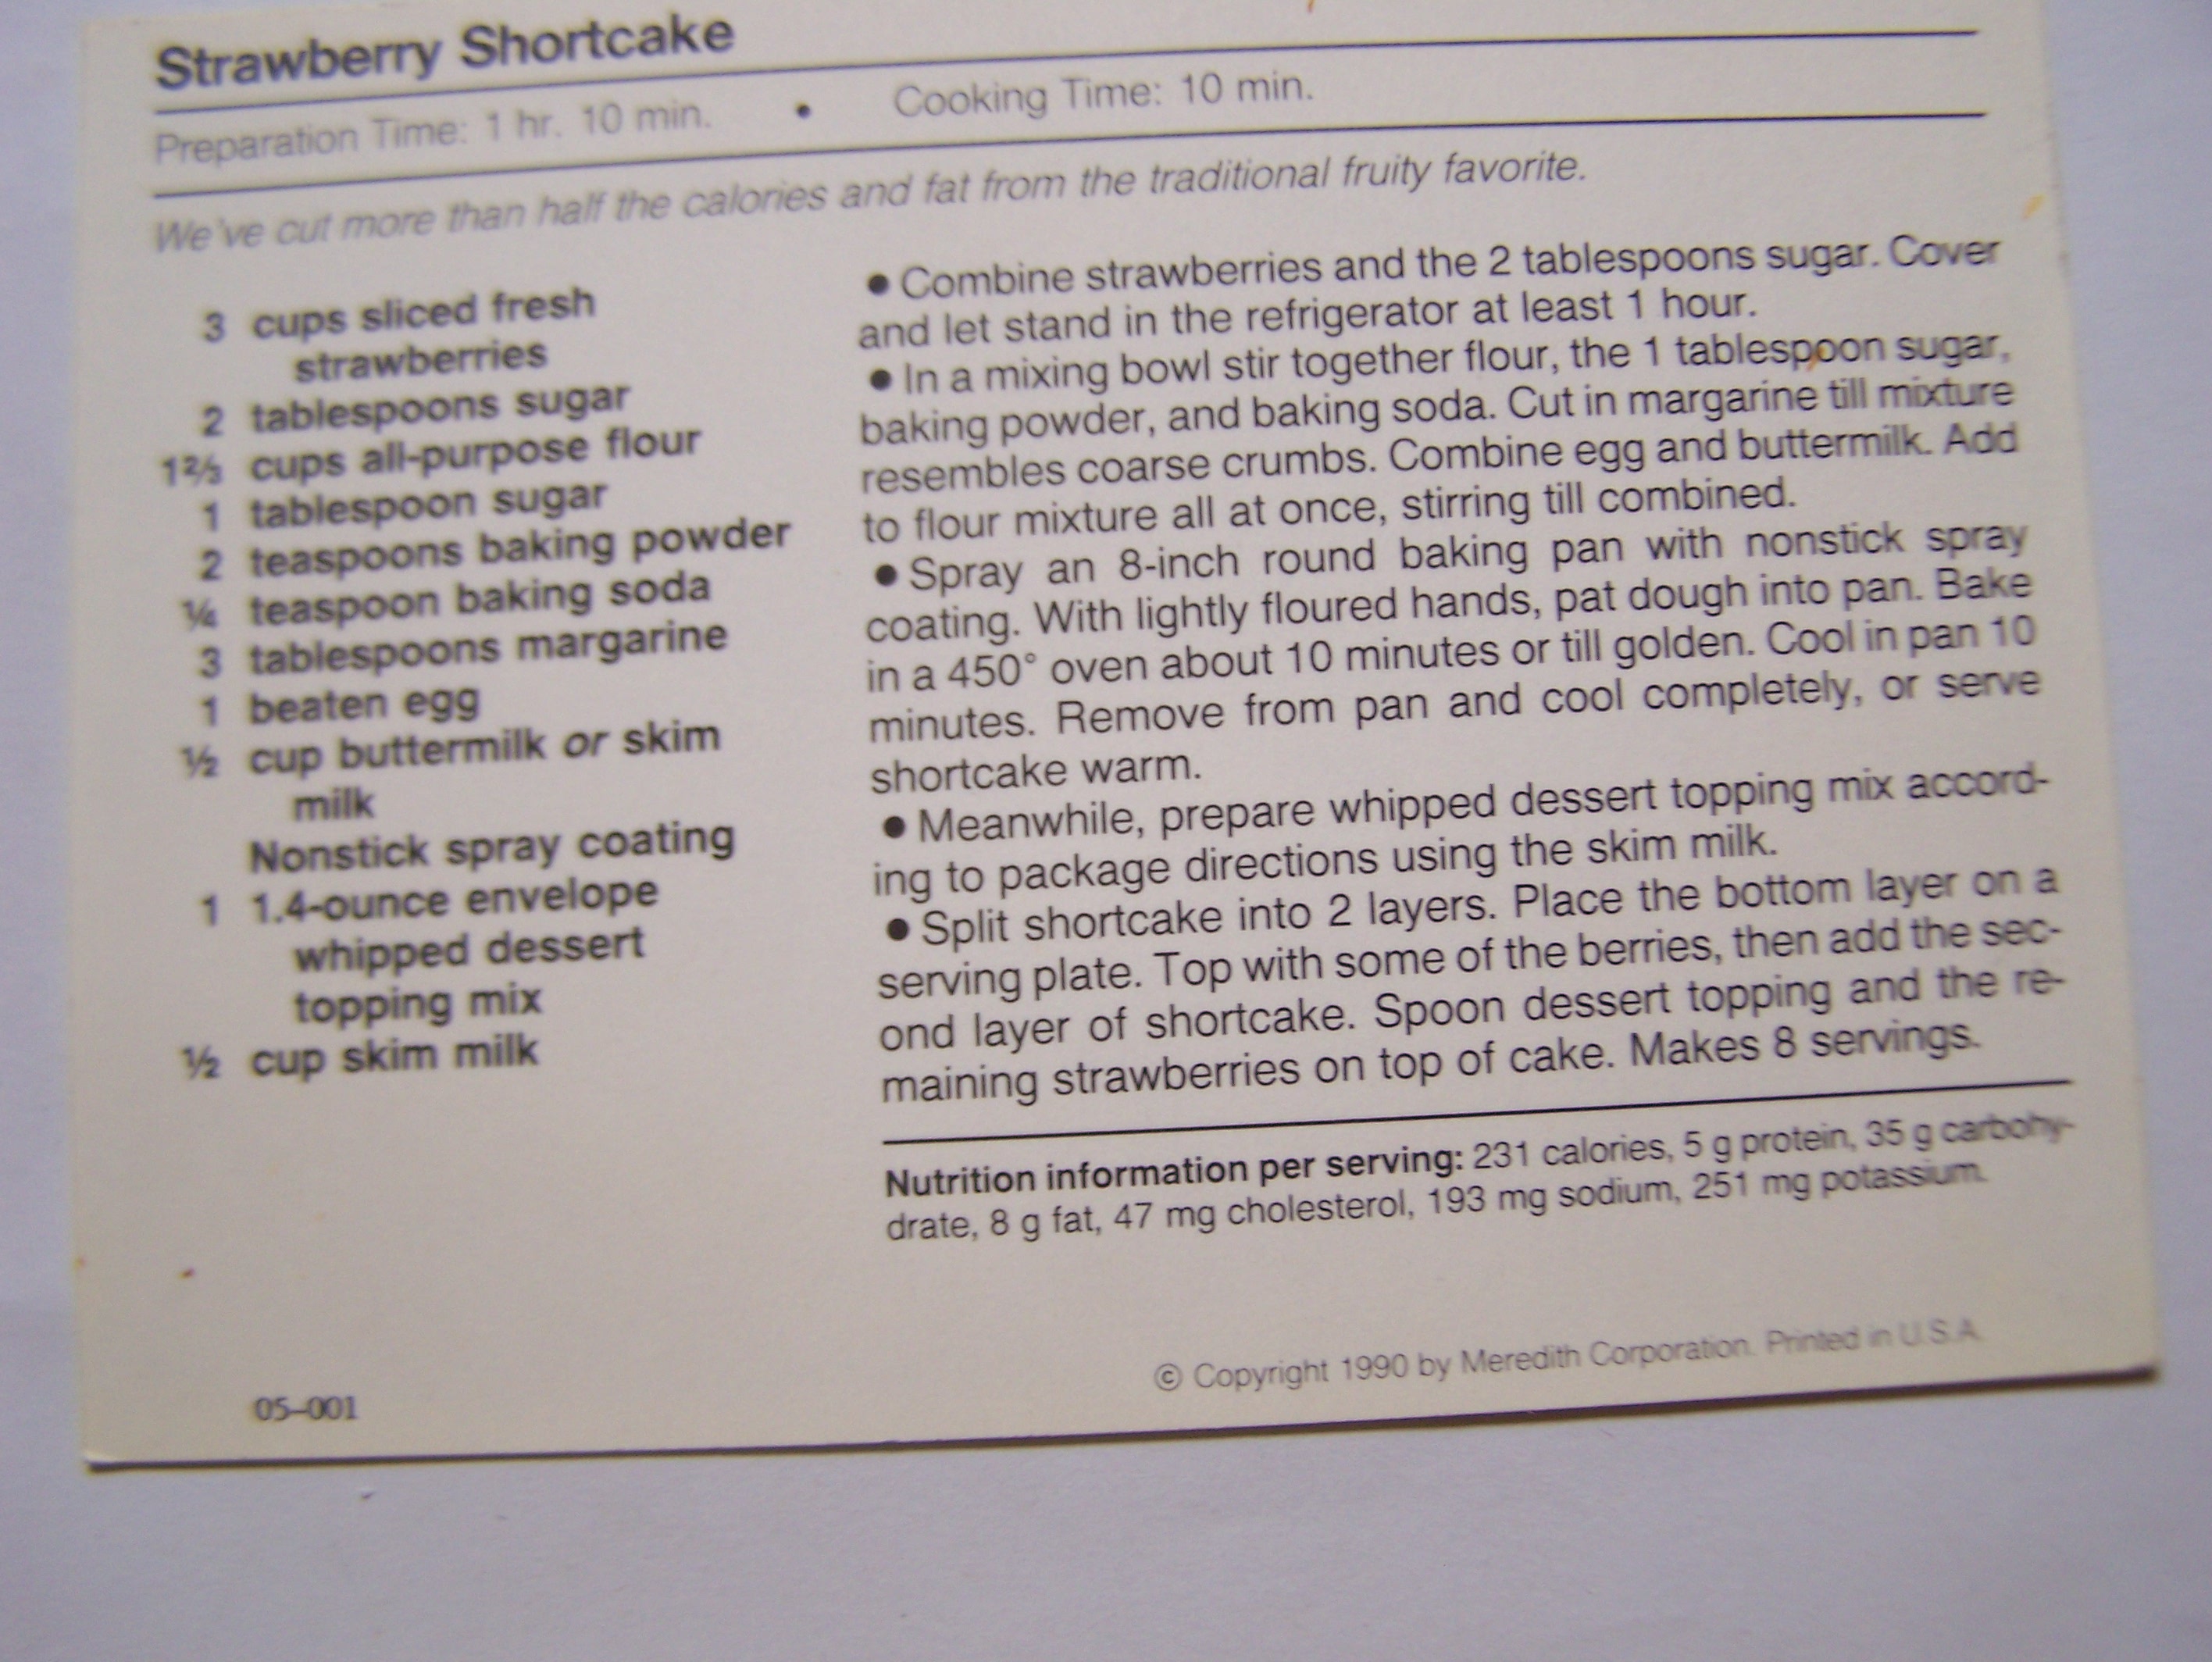 Strawberry Shortcake
Preparation Time: 1 hr. 10 min. • Cooking Time: 10 min.
We've cut more than half the calories and fat from the traditional fruity favorite.
3 cups sliced fresh
strawberries
2 tablespoons sugar
1⅔ cups all-purpose flour
1 tablespoon sugar
2 teaspoons baking powder
¼ teaspoon baking soda
3 tablespoons margarine
1 beaten egg
½ cup buttermilk or skim
milk
Nonstick spray coating
1 1.4-ounce envelope
whipped dessert
topping mix
½ cup skim milk
● Combine strawberries and the 2 tablespoons sugar. Cover
and let stand in the refrigerator at least 1 hour.
● In a mixing bowl stir together flour, the 1 tablespoon sugar,
baking powder, and baking soda. Cut in margarine till mixture
resembles coarse crumbs. Combine egg and buttermilk. Add
to flour mixture all at once, stirring till combined.
● Spray an 8-inch round baking pan with nonstick spray
coating. With lightly floured hands, pat dough into pan. Bake
in a 450° oven about 10 minutes or till golden. Cool in pan 10
minutes. Remove from pan and cool completely, or serve
shortcake warm.
● Meanwhile, prepare whipped dessert topping mix accord-
ing to package directions using the skim milk.
● Split shortcake into 2 layers. Place the bottom layer on a
serving plate. Top with some of the berries, then add the sec-
ond layer of shortcake. Spoon dessert topping and the re-
maining strawberries on top of cake. Makes 8 servings.
Nutrition information per serving: 231 calories, 5 g protein, 35 g carbohy-
drate, 8 g fat, 47 mg cholesterol, 193 mg sodium, 251 mg potassium.
© Copyright 1990 by Meredith Corporation. Printed in U.S.A.
05–001